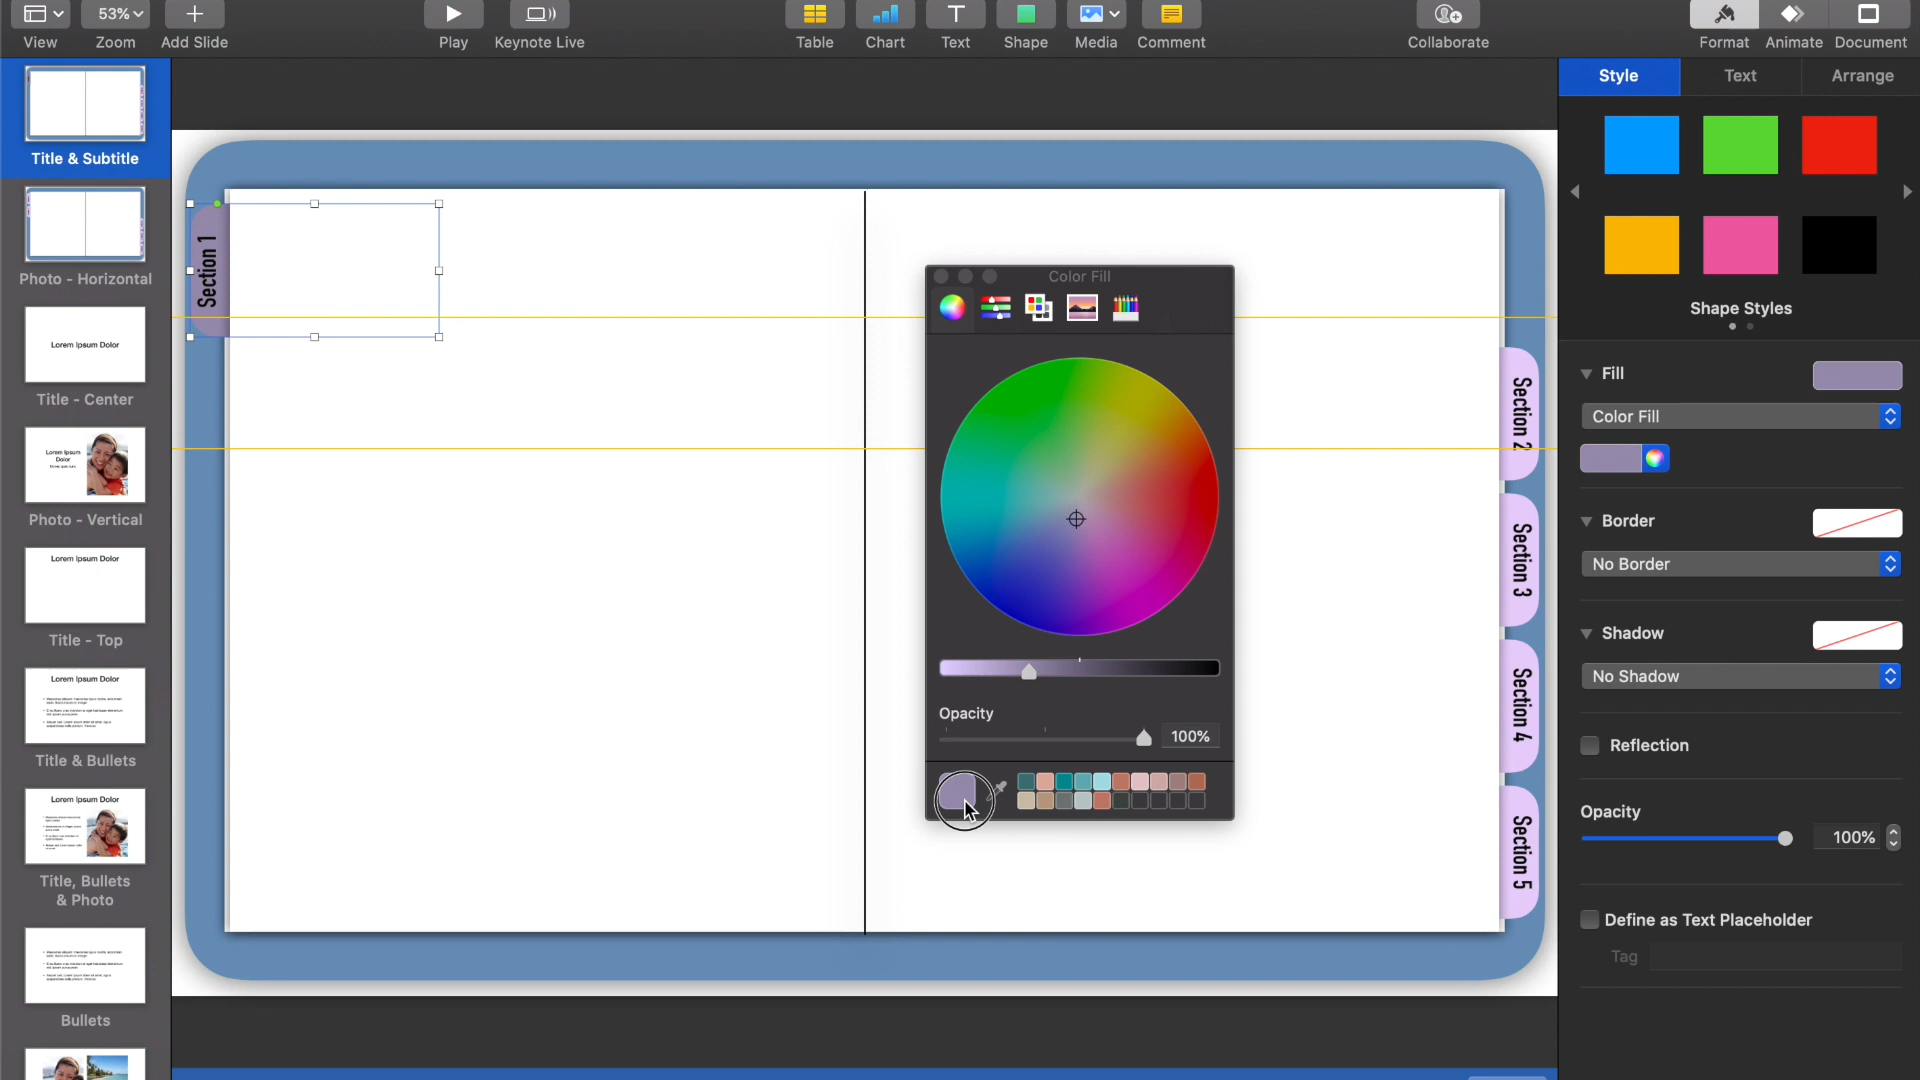 53%
View
Zoom
Add Slide
Play
Keynote Live
Table
Chart
Text
Shape
Media
Comment
Collaborate
Format
Animate
Document
Title & Subtitle
Photo - Horizontal
Lorem Ipsum Dolor
Title - Center
Lorem Ipsum
Dolor
Photo - Vertical
Lorem Ipsum Dolor
Title - Top
Lorem Ipsum Dolor
Title & Bullets
Lorem Ipsum Dolor
Title, Bullets
& Photo
Bullets
Section 1
Section 2
Section 3
Section 4
Section 5
Color Fill
Opacity
100%
Style
Text
Arrange
Shape Styles
Fill
Color Fill
Border
No Border
Shadow
No Shadow
Reflection
Opacity
100%
Define as Text Placeholder
Tag